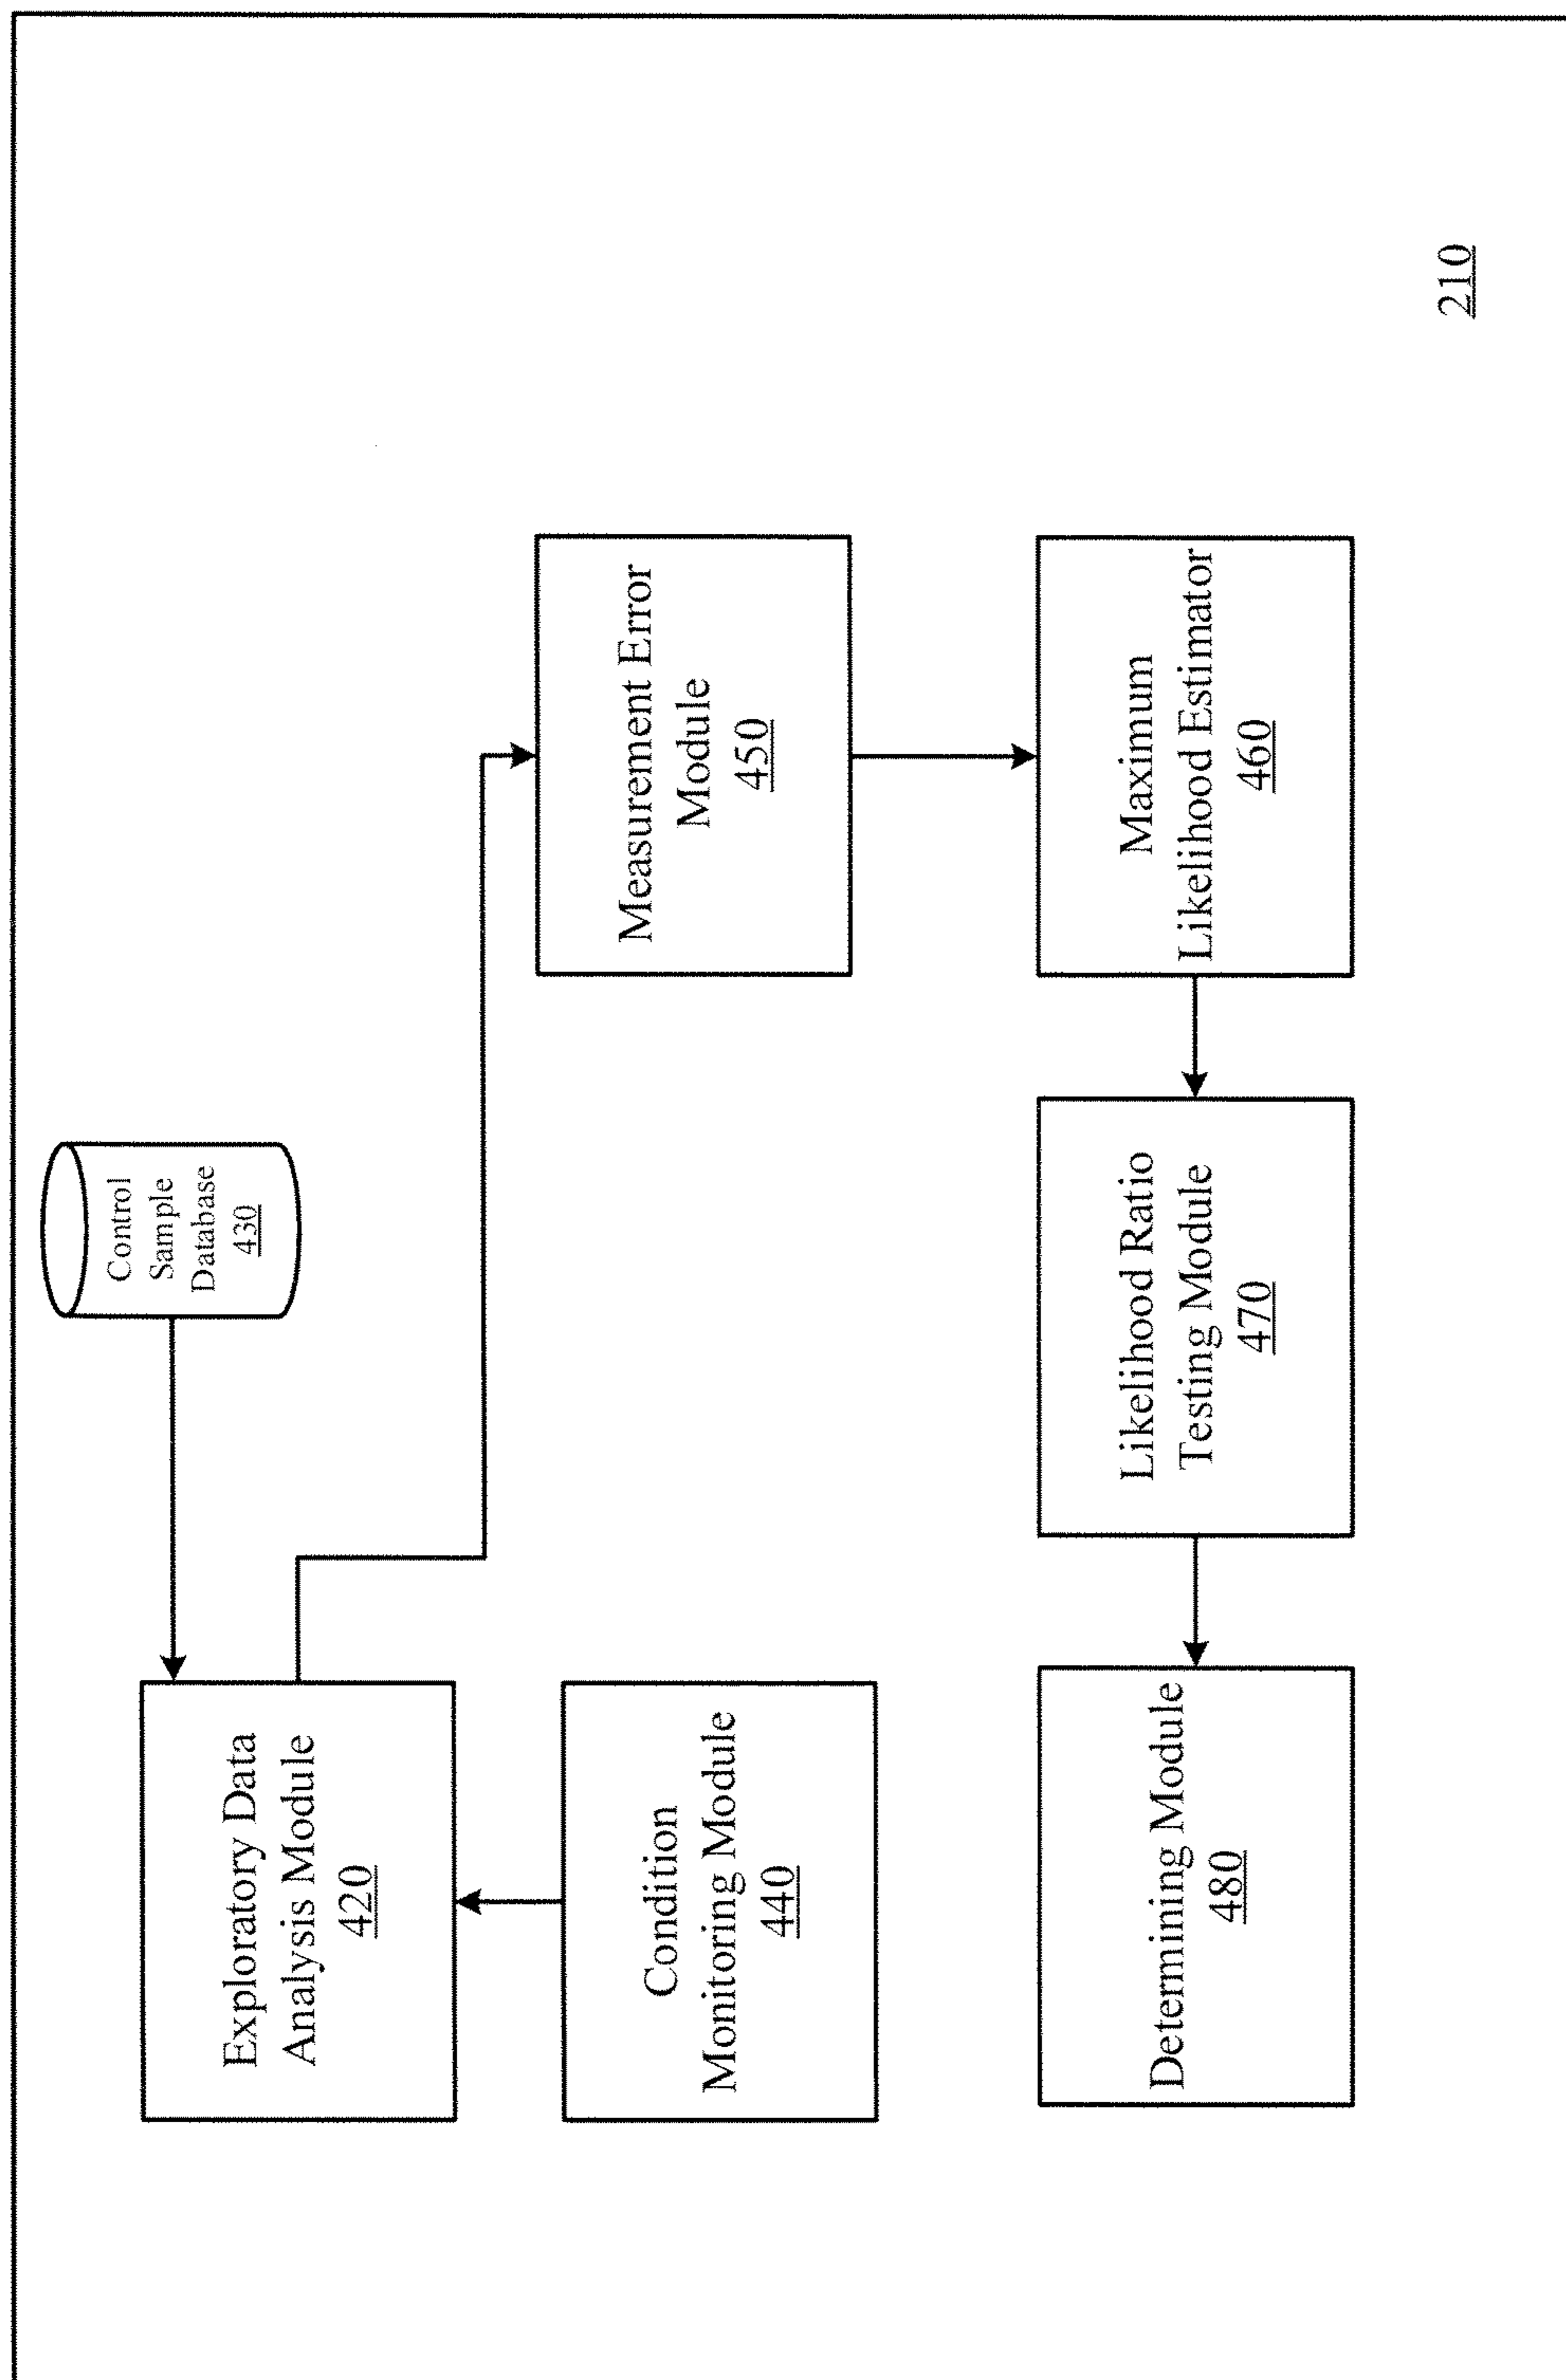 Control
Sample
Database
430
Exploratory Data
Analysis Module
420
Condition
Monitoring Module
440
Measurement Error
Module
450
Maximum
Likelihood Estimator
460
Likelihood Ratio
Testing Module
470
Determining Module
480
210